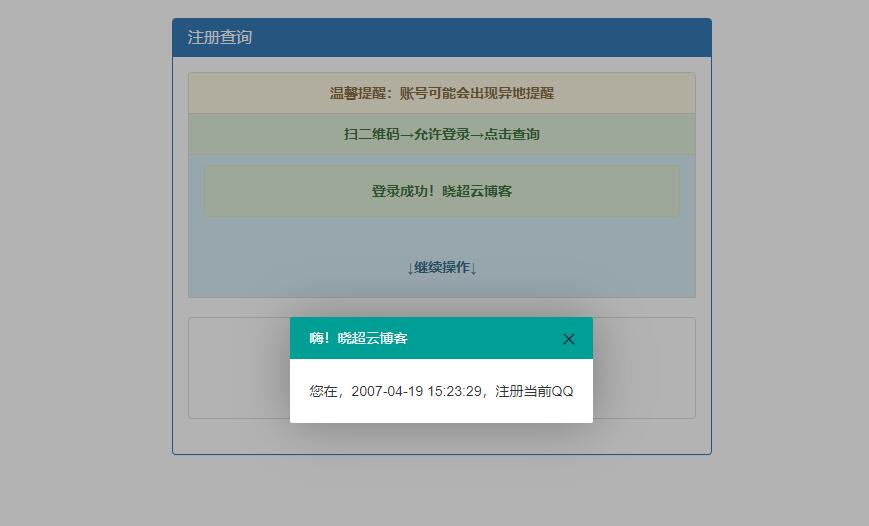 注册查询
温馨提醒：账号可能会出现异地提醒
扫二维码→允许登录→点击查询
登录成功！晓超云博客
↓继续操作↓
嗨！晓超云博客
您在，2007-04-19 15:23:29，注册当前QQ